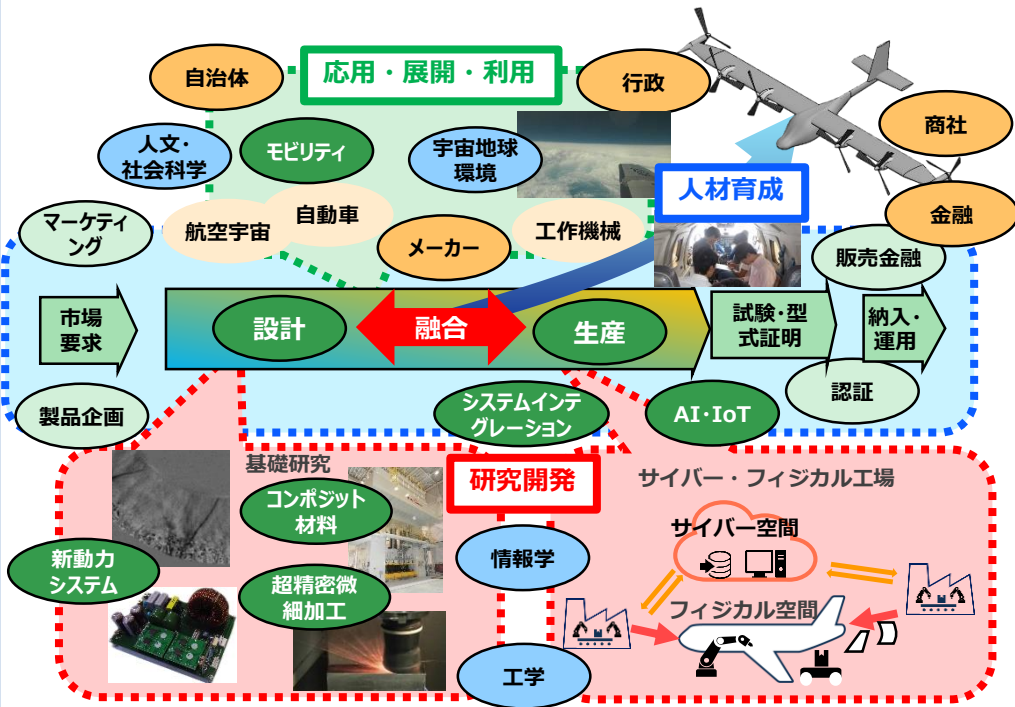 自治体
応用・展開・利用
行政
商社
人文・
社会科学
モビリティ
宇宙地球
環境
人材育成
金融
マーケティ
ング
航空宇宙
自動車
メーカー
工作機械
販売金融
市場
要求
設計
融合
生産
試験・型
式証明
納入・
運用
製品企画
システムインテ
グレーション
AI・IoT
認証
基礎研究
研究開発
サイバー・フィジカル工場
コンポジット
材料
サイバー空間
新動力
システム
情報学
超精密微
細加工
フィジカル空間
工学